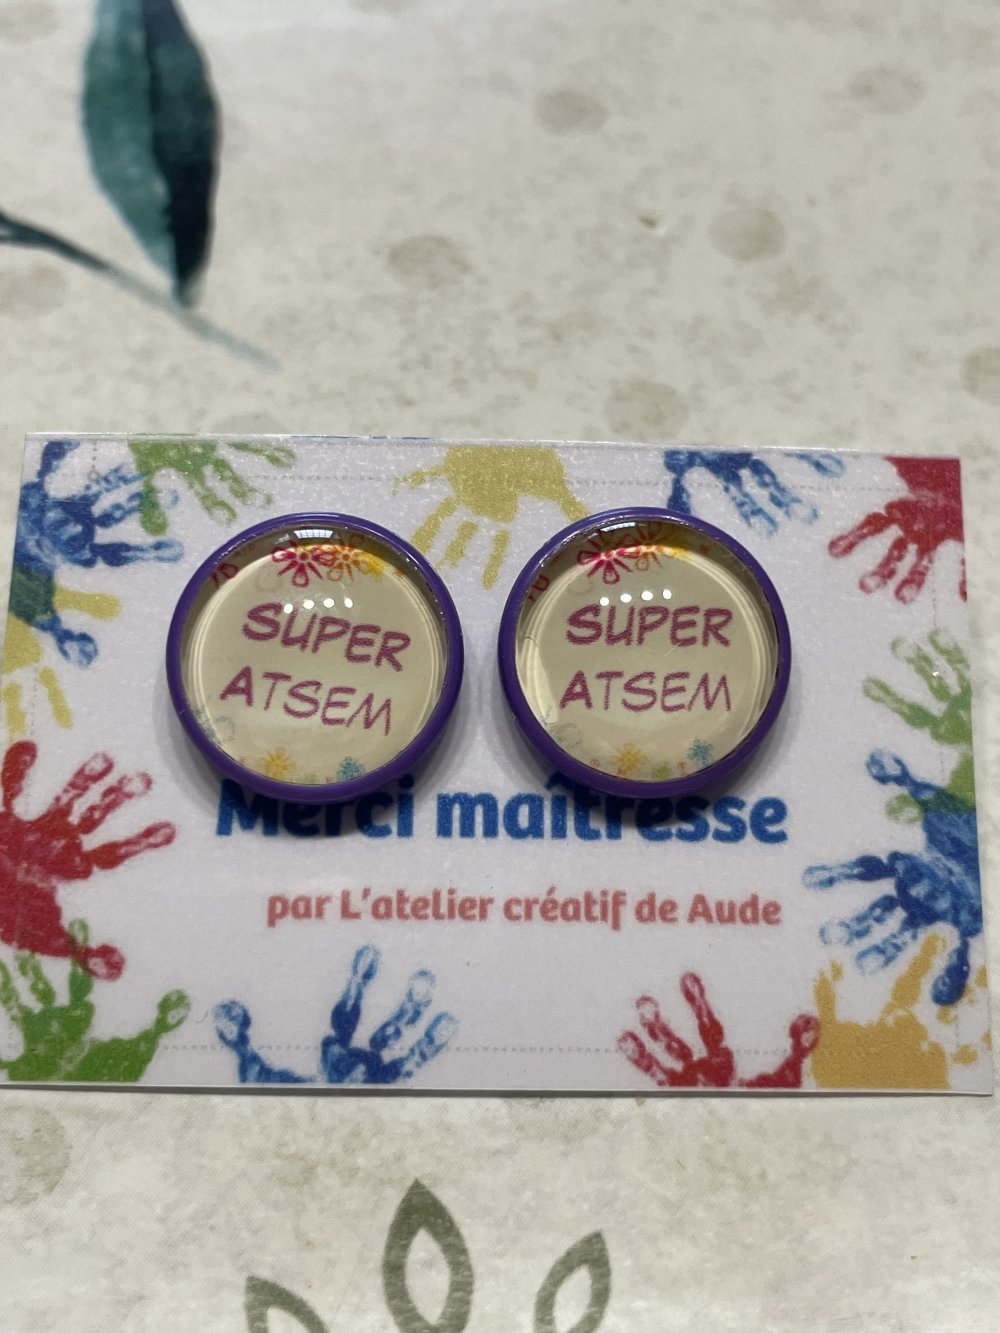 SUPER
ATSEM
SUPER
ATSEM
Merci maîtresse
par L'atelier créatif de Aude